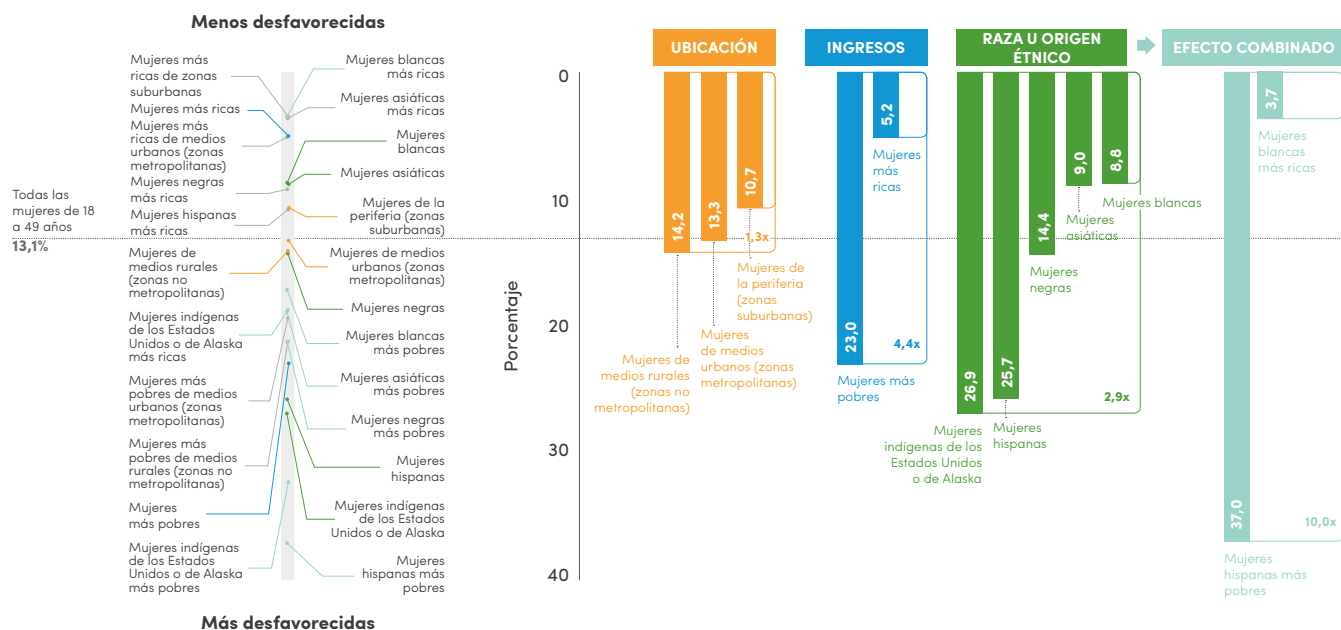 Menos desfavorecidas
Mujeres más
ricas de zonas
suburbanas
Mujeres más ricas
Mujeres más
ricas de medios
urbanos (zonas
metropolitanas)
Mujeres negras
más ricas
Mujeres hispanas
más ricas
Todas las
mujeres de 18
a 49 años
13,1%
Mujeres de
medios rurales
(zonas no
metropolitanas)
Mujeres indígenas
de los Estados
Unidos o de Alaska
más ricas
Mujeres más
pobres de medios
urbanos (zonas
metropolitanas)
Mujeres más
pobres de medios
rurales (zonas no
metropolitanas)
Mujeres
más pobres
Mujeres indígenas
de los Estados
Unidos o de Alaska
más pobres
Mujeres blancas
más ricas
Mujeres asiáticas
más ricas
Mujeres
blancas
Mujeres asiáticas
Mujeres de la
periferia (zonas
suburbanas)
Mujeres de medios
urbanos (zonas
metropolitanas)
Mujeres negras
Mujeres blancas
más pobres
Mujeres asiáticas
más pobres
Mujeres negras
más pobres
Mujeres
hispanas
Mujeres indígenas
de los Estados
Unidos o de Alaska
Mujeres
hispanas más
pobres
Más desfavorecidas
Porcentaje
0
10
20
30
40
UBICACIÓN
14,2
13,3
10,7
1,3x
Mujeres de
medios rurales
(zonas no
metropolitanas)
Mujeres
de medios
urbanos (zonas
metropolitanas)
Mujeres de
la periferia (zonas
suburbanas)
INGRESOS
23,0
5,2
Mujeres
más
ricas
4,4x
Mujeres más
pobres
RAZA U ORIGEN
ÉTNICO
26,9
25,7
14,4
9,0
8,8
Mujeres blancas
Mujeres
asiáticas
Mujeres
negras
2,9x
Mujeres
hispanas
Mujeres
indígenas de los
Estados Unidos
o de Alaska
EFECTO COMBINADO
37,0
3,7
Mujeres
blancas
más ricas
10,0x
Mujeres
hispanas más
pobres